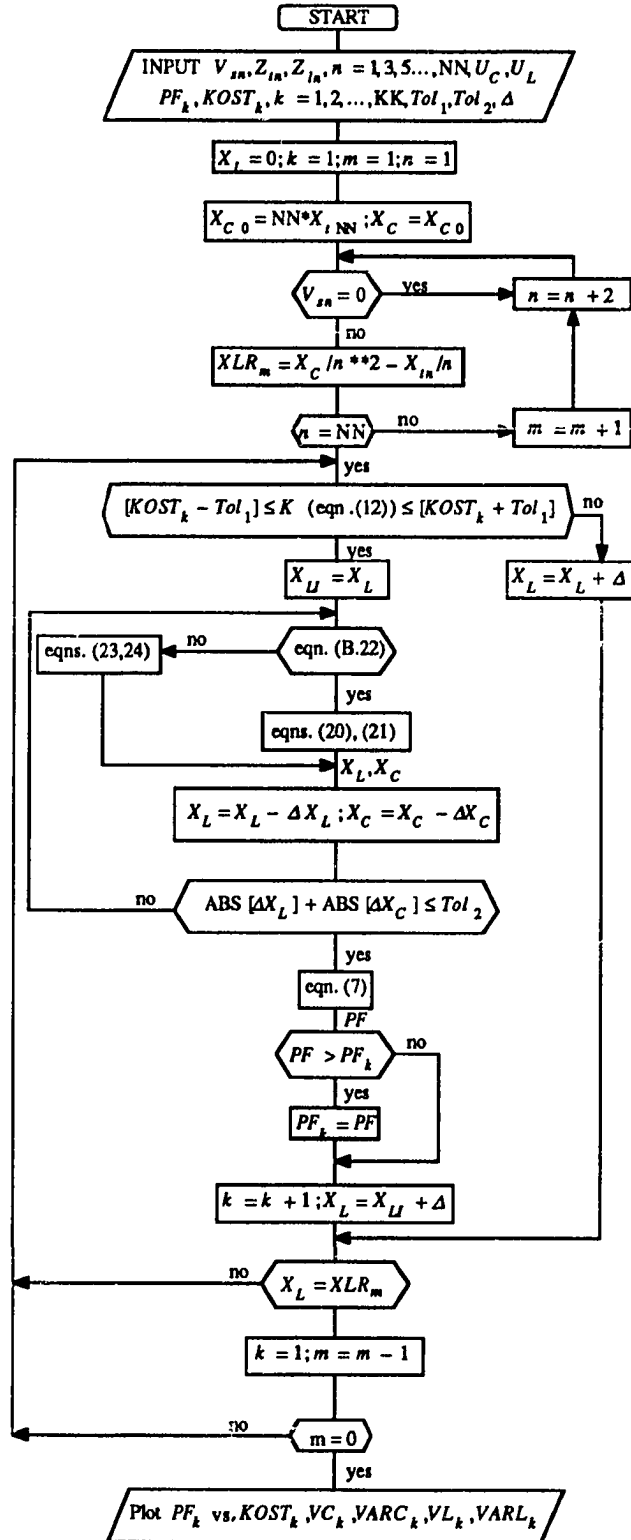 START
INPUT V_sn, Z_tn, Z_ln, n = 1,3,5..., NN, U_C, U_L
PF_k, KOST_k, k = 1,2,...,KK, Tol_1, Tol_2, Δ
X_L = 0; k = 1; m = 1; n = 1
X_C0 = NN*X_tNN; X_C = X_C0
V_sn = 0
yes
n = n + 2
no
XLR_m = X_C/n**2 - X_tn/n
n = NN
no
m = m + 1
yes
[KOST_k - Tol_1] ≤ K (eqn.(12)) ≤ [KOST_k + Tol_1]
no
yes
X_LI = X_L
X_L = X_L + Δ
eqns. (23,24)
no
eqn. (B.22)
yes
eqns. (20), (21)
X_L, X_C
X_L = X_L - ΔX_L; X_C = X_C - ΔX_C
no
ABS [ΔX_L] + ABS [ΔX_C] ≤ Tol_2
yes
eqn. (7)
PF
PF > PF_k
no
yes
PF_k = PF
k = k + 1; X_L = X_LI + Δ
no
X_L = XLR_m
k = 1; m = m - 1
no
m = 0
yes
Plot PF_k vs, KOST_k, VC_k, VARC_k, VL_k, VARL_k